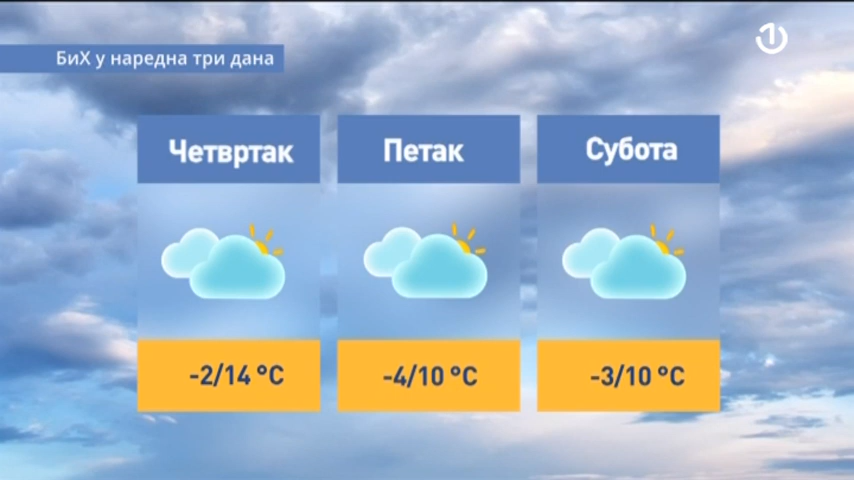 БиХ у наредна три дана
Четвртак
Петак
Субота
-2/14 °C
-4/10 °C
-3/10 °C